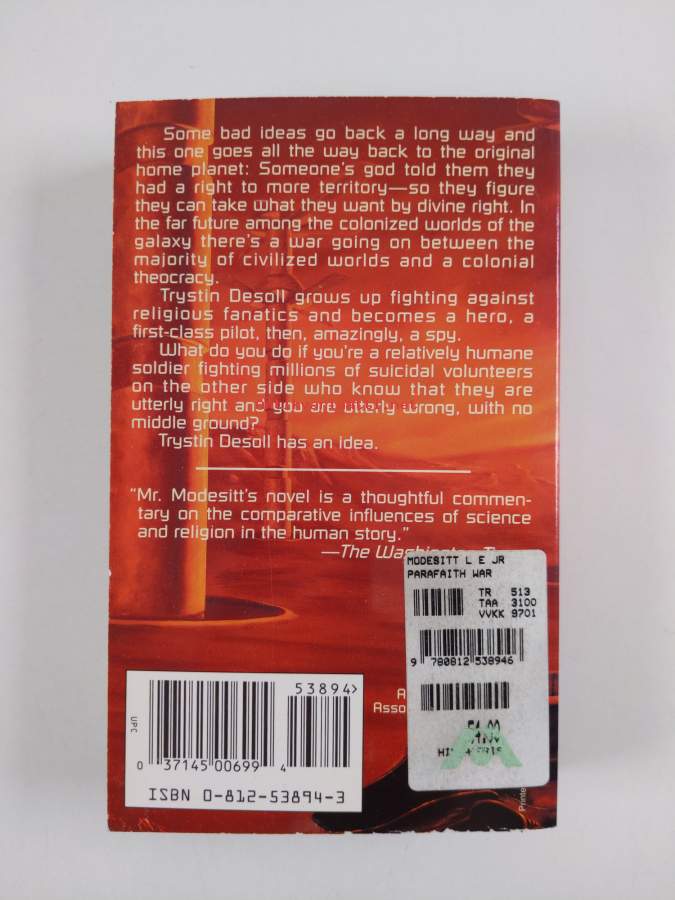 Some bad ideas go back a long way and
this one goes all the way back to the original
home planet: Someone's god told them they
had a right to more territory—so they figure
they can take what they want by divine right. In
the far future among the colonized worlds of the
galaxy there's a war going on between the
majority of civilized worlds and a colonial
theocracy.
Trystin Desoll grows up fighting against
religious fanatics and becomes a hero, a
first-class pilot, then, amazingly, a spy.
What do you do if you're a relatively humane
soldier fighting millions of suicidal volunteers
on the other side who know that they are
utterly right and you are utterly wrong, with no
middle ground?
Trystin Desoll has an idea.
"Mr. Modesitt's novel is a thoughtful commen-
tary on the comparative influences of science
and religion in the human story."
—The Washington
MODESITT L E JR
PARAFAITH WAR
TR 513
TAA 3100
VVKK 9701
9 780812 538946
A
Asso
53894>
UPC
0 37145 00699 4
ISBN 0-812-53894-3
Printe